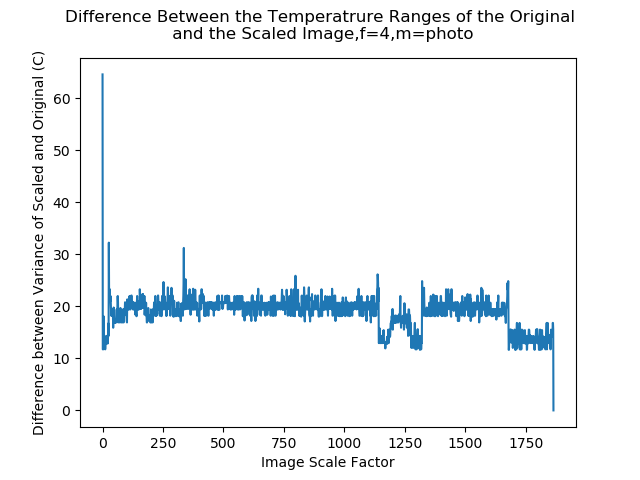 Difference Between the Temperatrure Ranges of the Original
and the Scaled Image,f=4,m=photo
Difference between Variance of Scaled and Original (C)
60
50
40
30
20
10
0
0 250 500 750 1000 1250 1500 1750
Image Scale Factor